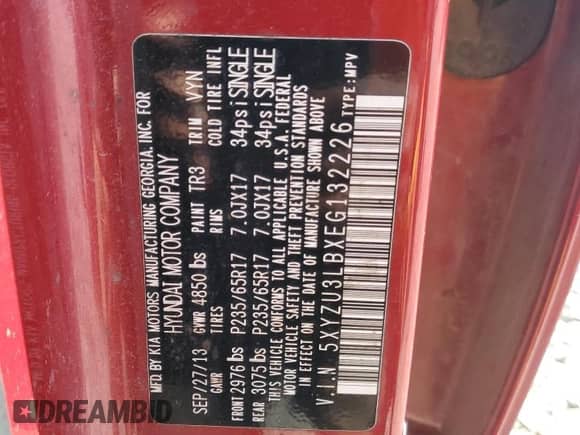 MFD. BY KIA MOTORS MANUFACTURING GEORGIA, INC. FOR
HYUNDAI MOTOR COMPANY
SEP/27/13 GVWR 4850 lbs PAINT TR3 TRIM VYN
GAWR TIRES RIMS COLD TIRE INFL
FRONT 2976 lbs P235/65R17 7.0JX17 34psi SINGLE
REAR 3075 lbs P235/65R17 7.0JX17 34psi SINGLE
THIS VEHICLE CONFORMS TO ALL APPLICABLE U.S.A. FEDERAL
MOTOR VEHICLE SAFETY AND THEFT PREVENTION STANDARDS
IN EFFECT ON THE DATE OF MANUFACTURE SHOWN ABOVE
V.I.N 5XYZU3LBXEG132226 TYPE:MPV
DREAMBID